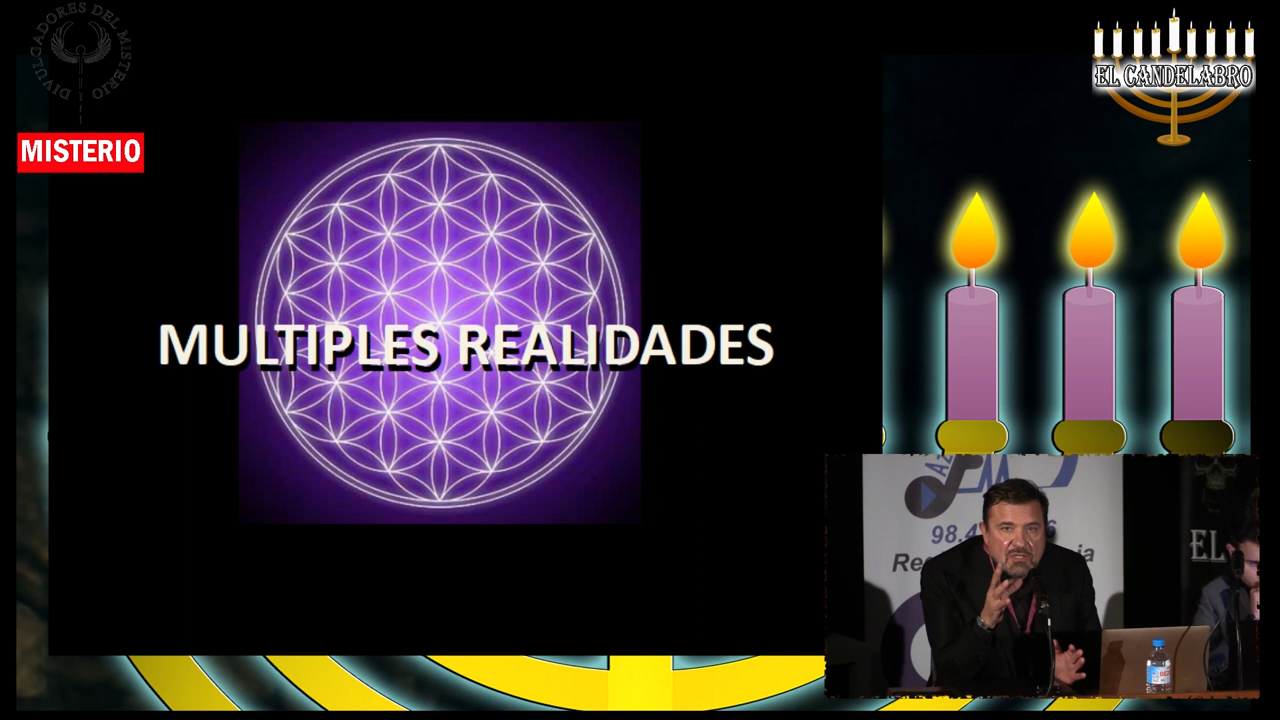 DIVULGADORES DEL MISTERIO
EL CANDELABRO
MISTERIO
MULTIPLES REALIDADES
98.4
EL